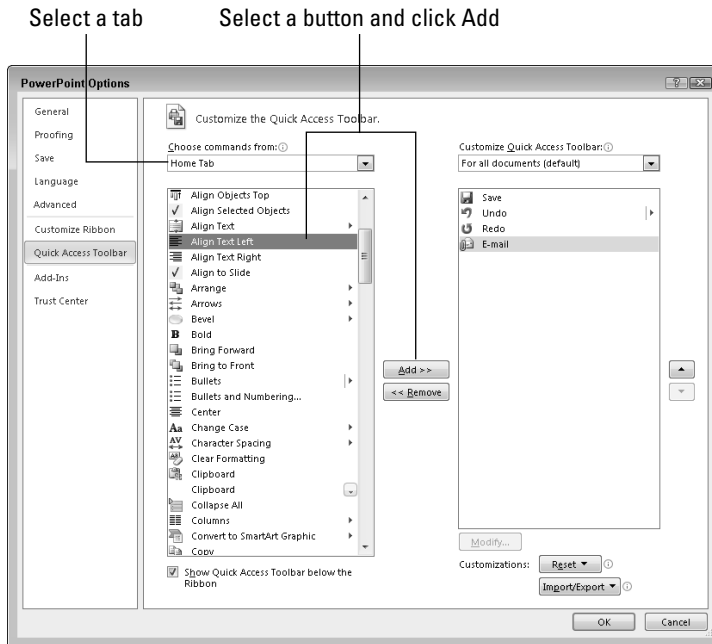 Select a tab
Select a button and click Add
PowerPoint Options
General
Proofing
Save
Language
Advanced
Customize Ribbon
Quick Access Toolbar
Add-Ins
Trust Center
Customize the Quick Access Toolbar.
Choose commands from:
Home Tab
Align Objects Top
Align Selected Objects
Align Text
Align Text Left
Align Text Right
Align to Slide
Arrange
Arrows
Bevel
B Bold
Bring Forward
Bring to Front
Bullets
Bullets and Numbering...
Center
Aa Change Case
AV Character Spacing
Clear Formatting
Clipboard
Clipboard
Collapse All
Columns
Convert to SmartArt Graphic
Copy
Show Quick Access Toolbar below the
Ribbon
Add >>
<< Remove
Customize Quick Access Toolbar:
For all documents (default)
Save
Undo
Redo
E-mail
Modify...
Customizations: Reset
Import/Export
OK Cancel